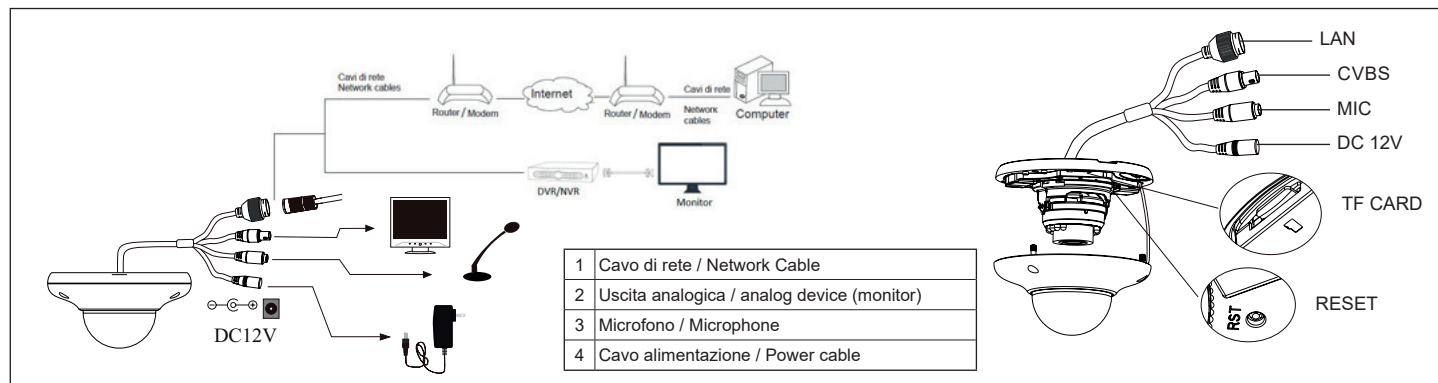 Cavi di rete
Network cables
Router / Modem
Internet
Router / Modem
Cavi di rete
Network
cables
Computer
DVR/NVR
Monitor
DC12V
1 Cavo di rete / Network Cable
2 Uscita analogica / analog device (monitor)
3 Microfono / Microphone
4 Cavo alimentazione / Power cable
LAN
CVBS
MIC
DC 12V
TF CARD
RESET
RST